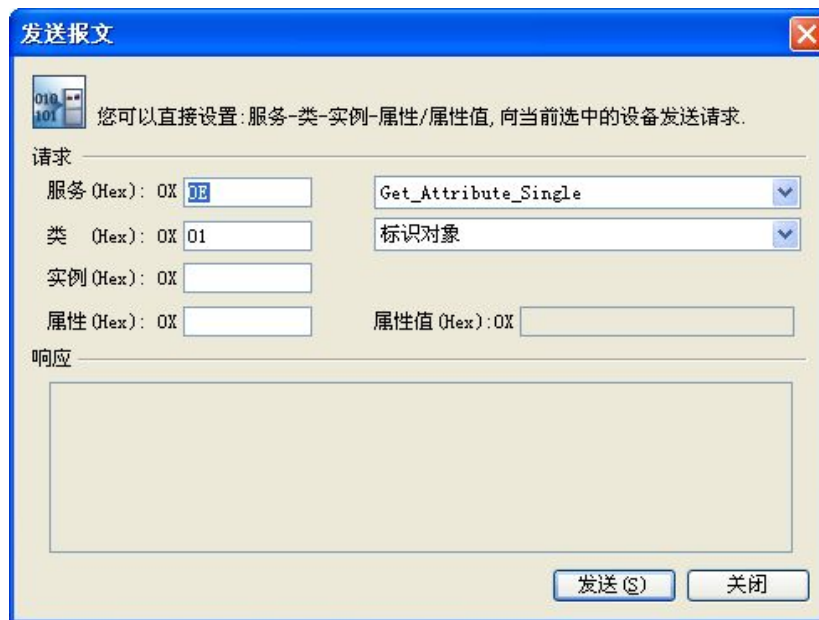 发送报文
010
101
您可以直接设置:服务-类-实例-属性/属性值, 向当前选中的设备发送请求.
请求
服务(Hex): 0X 0E Get_Attribute_Single
类 (Hex): 0X 01 标识对象
实例(Hex): 0X
属性(Hex): 0X 属性值(Hex):0X
响应
发送(S) 关闭